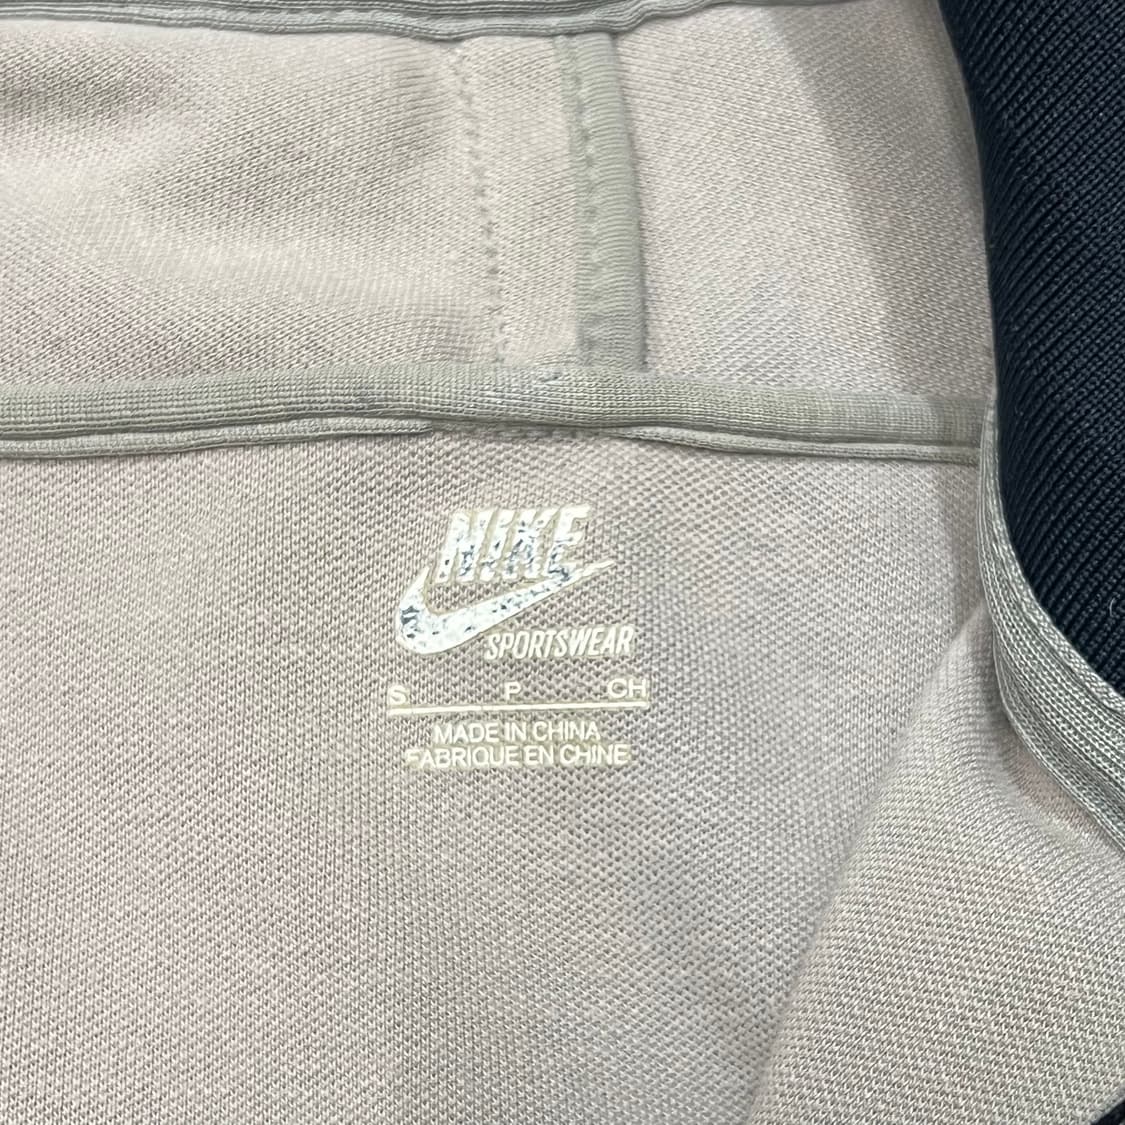 NIKE
SPORTSWEAR
S P CH
MADE IN CHINA
FABRIQUE EN CHINE